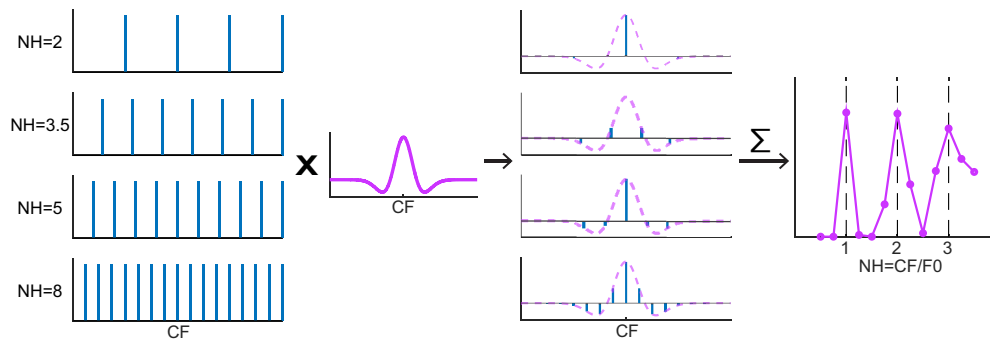 NH=2
NH=3.5
NH=5
NH=8
CF
X
CF
CF
Σ
1 2 3
NH=CF/F0